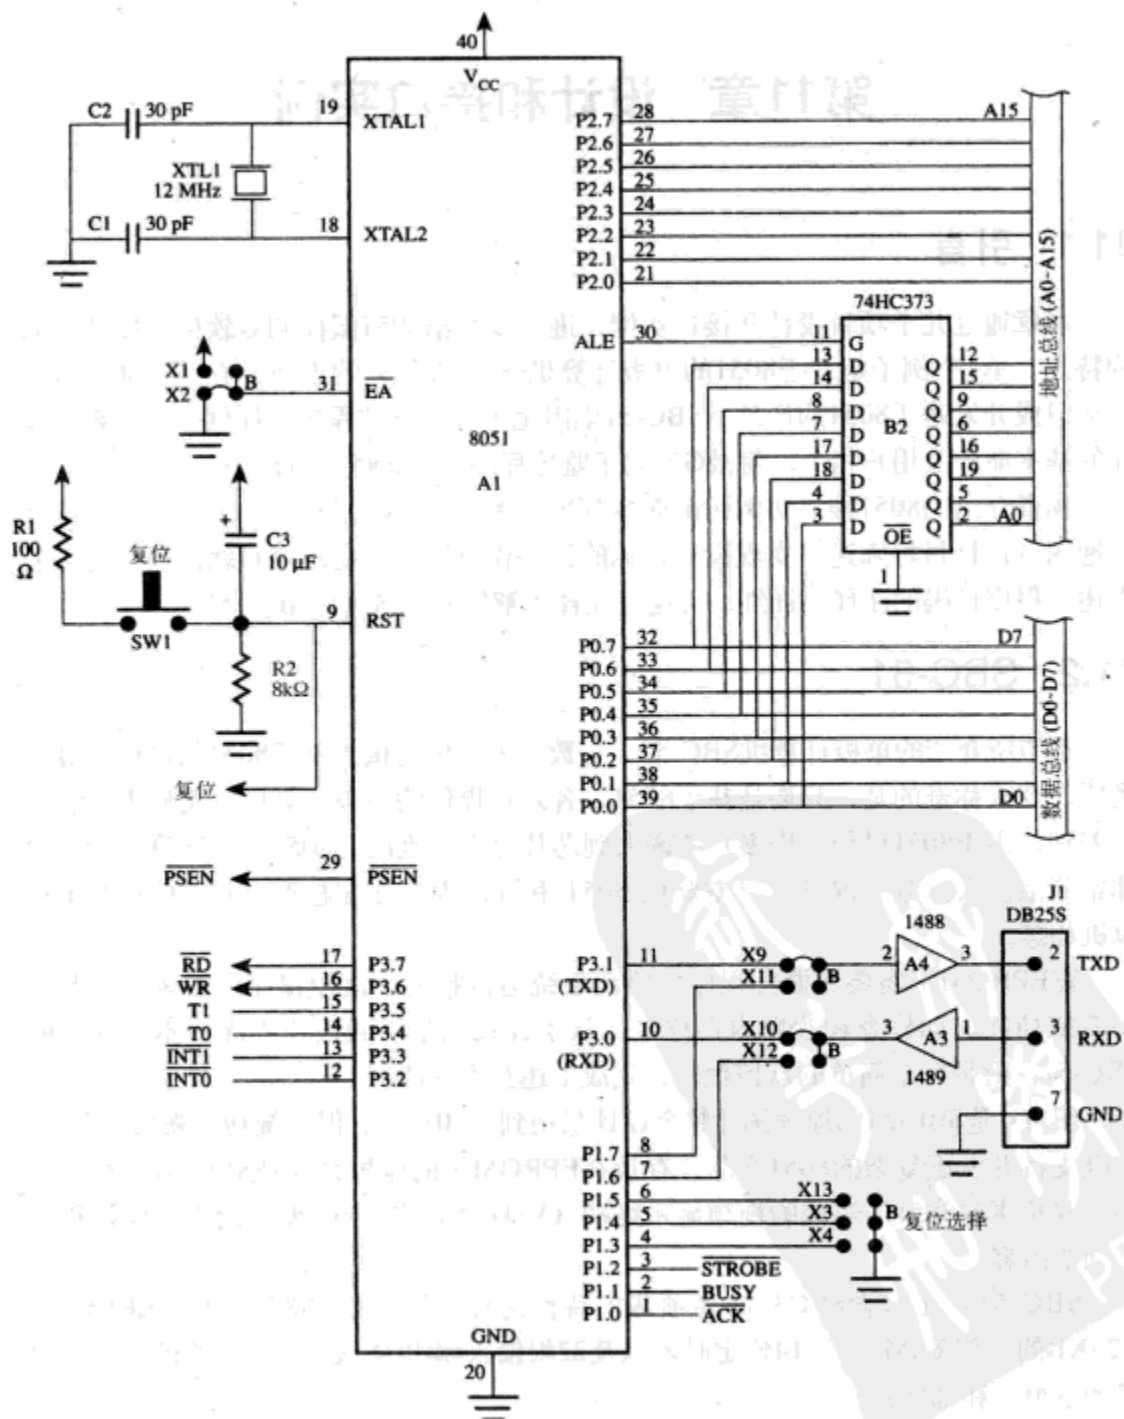 40
VCC
C2 30 pF
19
XTAL1
XTL1
12 MHz
C1 30 pF
18
XTAL2
X1
X2
B
31
EA
8051
A1
R1
100
Ω
复位
SW1
+
C3
10 μF
9
RST
R2
8kΩ
复位
PSEN
29
PSEN
RD 17 P3.7
WR 16 P3.6
T1 15 P3.5
T0 14 P3.4
INT1 13 P3.3
INT0 12 P3.2
GND
20
P2.7 28 A15
P2.6 27
P2.5 26
P2.4 25
P2.3 24
P2.2 23
P2.1 22
P2.0 21
地址总线 (A0~A15)
74HC373
ALE 30 11 G
13 D Q 12
14 D Q 15
8 D Q 9
7 D B2 Q 6
17 D Q 16
18 D Q 19
4 D Q 5
3 D OE Q 2 A0
1
P0.7 32 D7
P0.6 33
P0.5 34
P0.4 35
P0.3 36
P0.2 37
P0.1 38
P0.0 39 D0
数据总线 (D0~D7)
J1
DB25S
1488
P3.1 11 X9 2 A4 3 2 TXD
(TXD) X11 B
P3.0 10 X10 3 A3 1 3 RXD
(RXD) X12 B
1489
7 GND
P1.7 8
P1.6 7
P1.5 6 X13
P1.4 5 X3 B 复位选择
P1.3 4 X4
P1.2 3 STROBE
P1.1 2 BUSY
P1.0 1 ACK